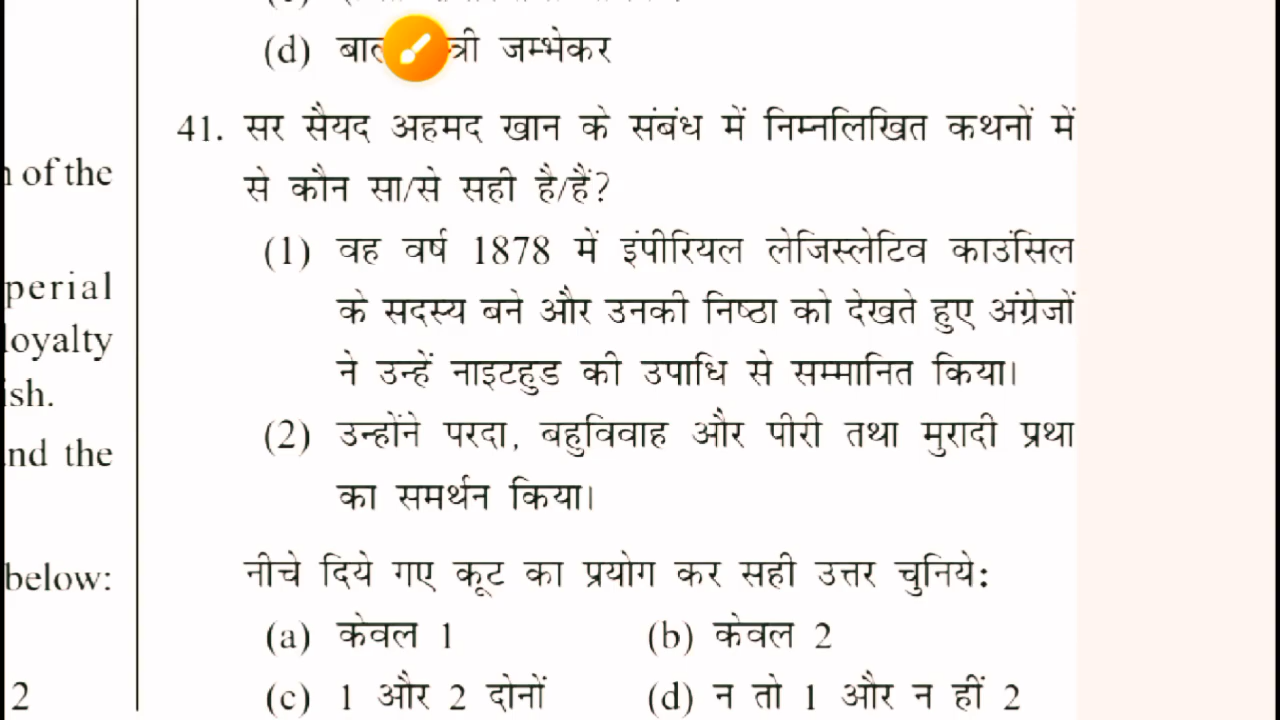 (d) बाल त्री जम्भेकर
41. सर सैयद अहमद खान के संबंध में निम्नलिखित कथनों में
से कौन सा/से सही है/हैं?
(1) वह वर्ष 1878 में इंपीरियल लेजिस्लेटिव काउंसिल
के सदस्य बने और उनकी निष्ठा को देखते हुए अंग्रेजों
ने उन्हें नाइटहुड की उपाधि से सम्मानित किया।
(2) उन्होंने परदा, बहुविवाह और पीरी तथा मुरादी प्रथा
का समर्थन किया।
नीचे दिये गए कूट का प्रयोग कर सही उत्तर चुनिये:
(a) केवल 1 (b) केवल 2
(c) 1 और 2 दोनों (d) न तो 1 और न हीं 2
of the
perial
loyalty
ish.
nd the
below:
2